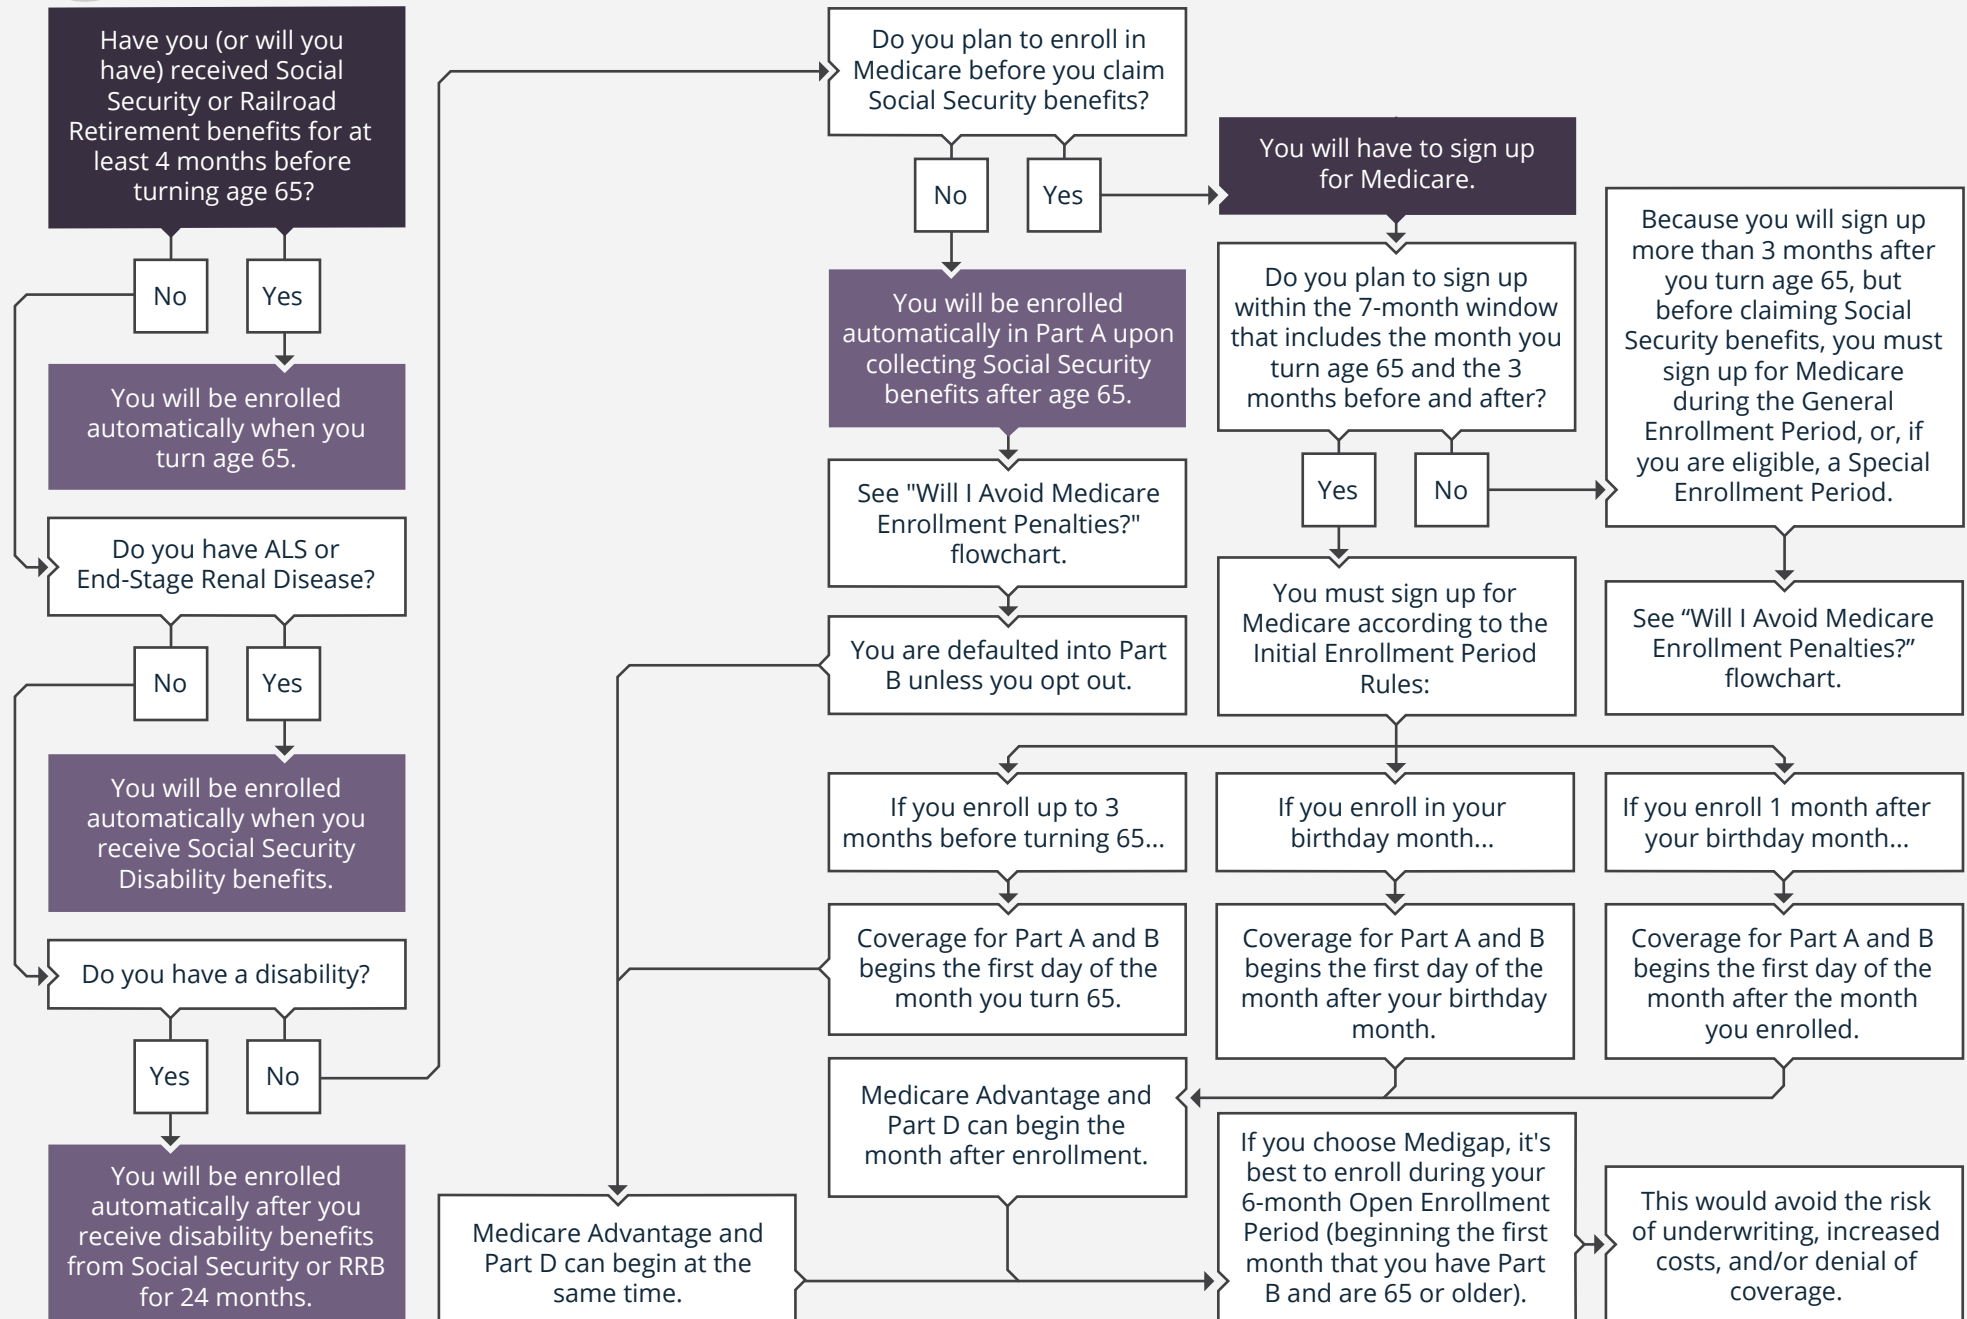 Have you (or will you
have) received Social
Security or Railroad
Retirement benefits for at
least 4 months before
turning age 65?
No
Yes
You will be enrolled
automatically when you
turn age 65.
Do you have ALS or
End-Stage Renal Disease?
No
Yes
You will be enrolled
automatically when you
receive Social Security
Disability benefits.
Do you have a disability?
Yes
No
You will be enrolled
automatically after you
receive disability benefits
from Social Security or RRB
for 24 months.
Do you plan to enroll in
Medicare before you claim
Social Security benefits?
No
Yes
You will be enrolled
automatically in Part A upon
collecting Social Security
benefits after age 65.
See "Will I Avoid Medicare
Enrollment Penalties?"
flowchart.
You are defaulted into Part
B unless you opt out.
You will have to sign up
for Medicare.
Do you plan to sign up
within the 7-month window
that includes the month you
turn age 65 and the 3
months before and after?
Yes
No
Because you will sign up
more than 3 months after
you turn age 65, but
before claiming Social
Security benefits, you must
sign up for Medicare
during the General
Enrollment Period, or, if
you are eligible, a Special
Enrollment Period.
See “Will I Avoid Medicare
Enrollment Penalties?”
flowchart.
You must sign up for
Medicare according to the
Initial Enrollment Period
Rules:
If you enroll up to 3
months before turning 65...
Coverage for Part A and B
begins the first day of the
month you turn 65.
If you enroll in your
birthday month...
Coverage for Part A and B
begins the first day of the
month after your birthday
month.
If you enroll 1 month after
your birthday month...
Coverage for Part A and B
begins the first day of the
month after the month
you enrolled.
Medicare Advantage and
Part D can begin the
month after enrollment.
Medicare Advantage and
Part D can begin at the
same time.
If you choose Medigap, it's
best to enroll during your
6-month Open Enrollment
Period (beginning the first
month that you have Part
B and are 65 or older).
This would avoid the risk
of underwriting, increased
costs, and/or denial of
coverage.